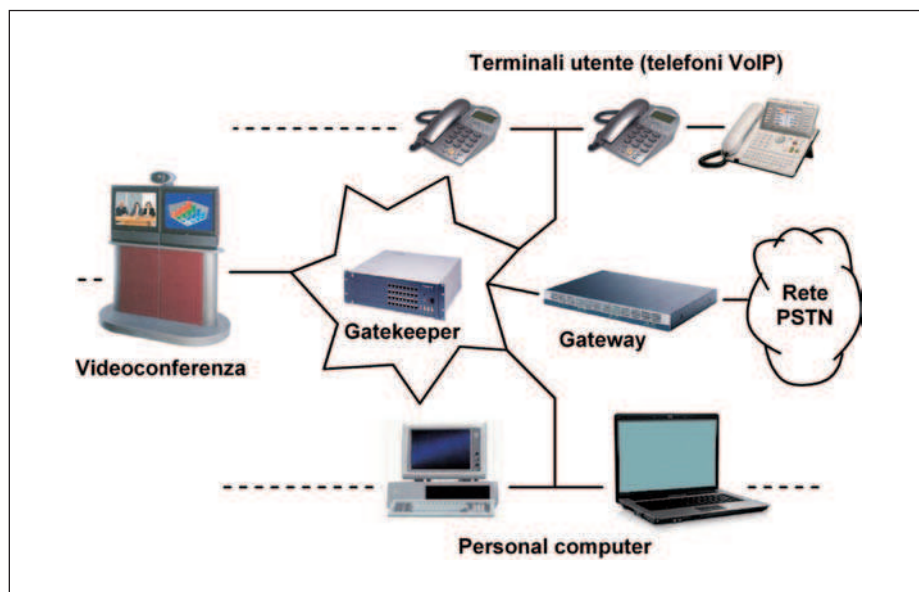 Terminali utente (telefoni VoIP)
Gatekeeper
Videoconferenza
Gateway
Rete
PSTN
Personal computer